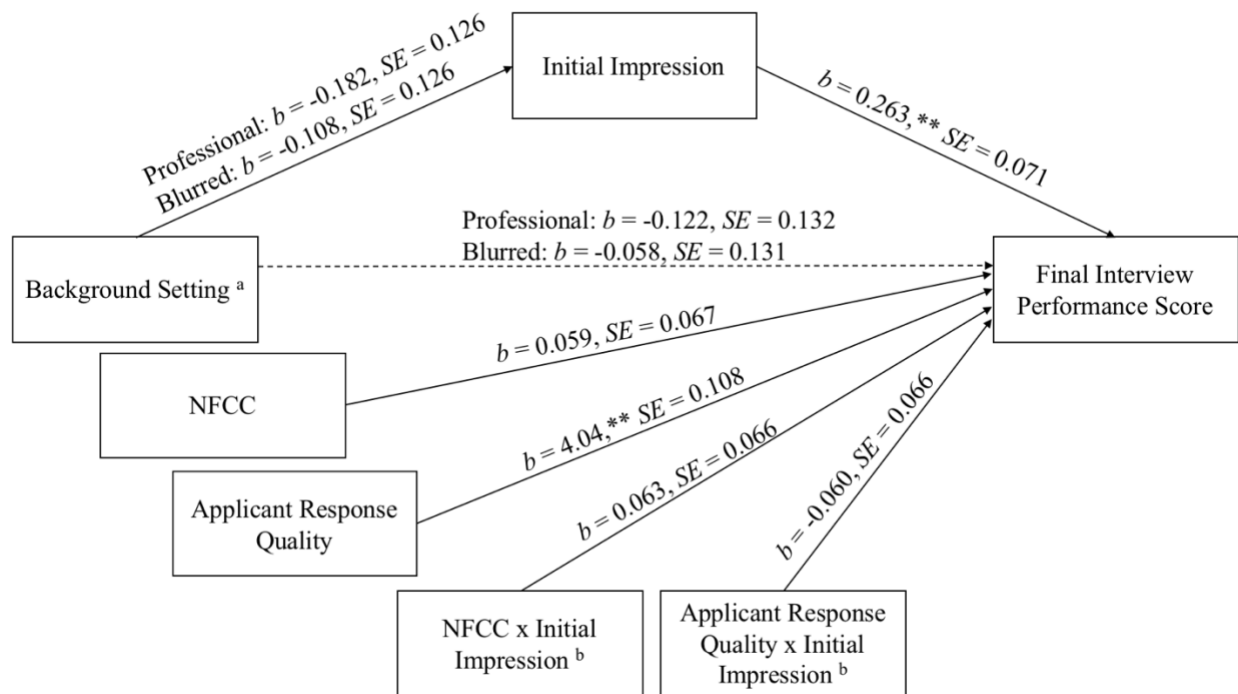 Initial Impression
Professional: b = -0.182, SE = 0.126
Blurred: b = -0.108, SE = 0.126
b = 0.263, ** SE = 0.071
Professional: b = -0.122, SE = 0.132
Blurred: b = -0.058, SE = 0.131
Background Setting ᵃ
Final Interview
Performance Score
b = 0.059, SE = 0.067
NFCC
b = 4.04, ** SE = 0.108
Applicant Response
Quality
b = 0.063, SE = 0.066
b = -0.060, SE = 0.066
NFCC x Initial
Impression ᵇ
Applicant Response
Quality x Initial
Impression ᵇ